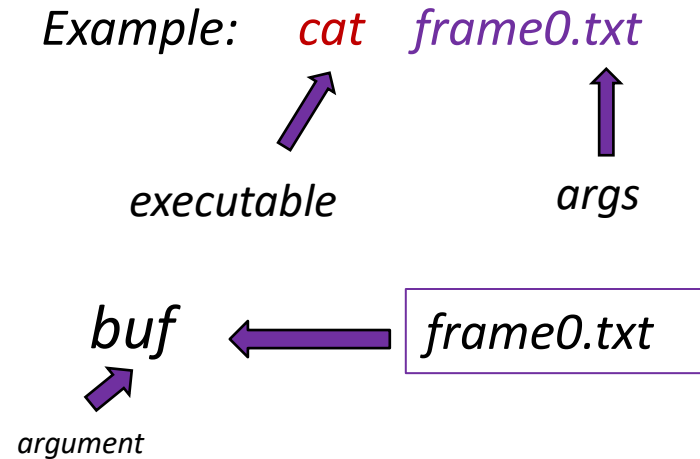 Example: cat frame0.txt
executable args
buf frame0.txt
argument